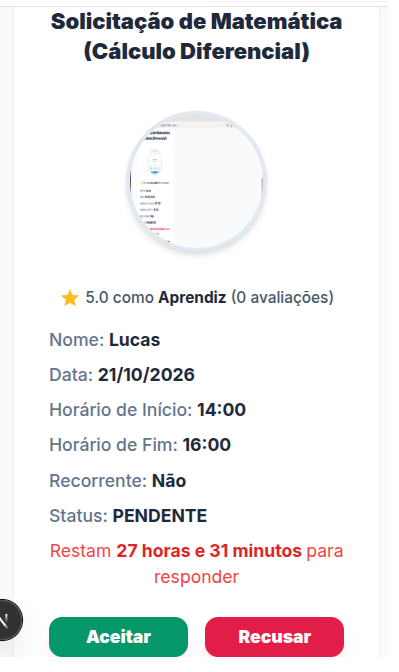 Solicitação de Matemática
(Cálculo Diferencial)
⭐ 5.0 como Aprendiz (0 avaliações)
Nome: Lucas
Data: 21/10/2026
Horário de Início: 14:00
Horário de Fim: 16:00
Recorrente: Não
Status: PENDENTE
Restam 27 horas e 31 minutos para
responder
N
Aceitar Recusar